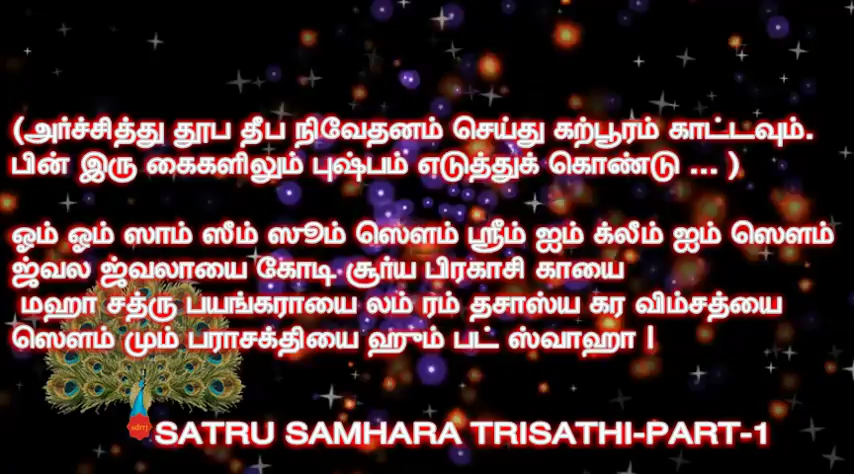 (அர்ச்சித்து தூப தீப நிவேதனம் செய்து கற்பூரம் காட்டவும்.
பின் இரு கைகளிலும் புஷ்பம் எடுத்துக் கொண்டு ... )
ஓம் ஓம் ஸாம் ஸீம் ஸூம் ஸௌம் ஸ்ரீம் ஐம் க்லீம் ஐம் ஸௌம்
ஜ்வல ஜ்வலாயை கோடி சூர்ய பிரகாசி காயை
மஹா சத்ரு பயங்கராயை லம் ரம் தசாஸ்ய கர விம்சத்யை
ஸௌம் மும் பராசக்தியை ஹும் பட் ஸ்வாஹா |
SATRU SAMHARA TRISATHI-PART-1